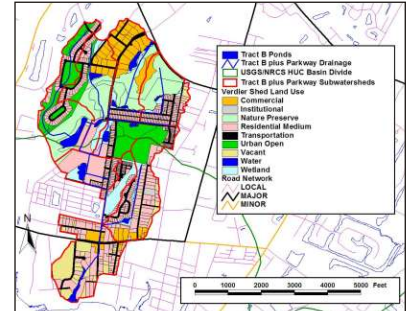 Tract B Ponds
Tract B plus Parkway Drainage
USGS/NRCS HUC Basin Divide
Tract B plus Parkway Subwatersheds
Verdier Shed Land Use
Commercial
Institutional
Nature Preserve
Residential Medium
Transportation
Urban Open
Vacant
Water
Wetland
Road Network
LOCAL
MAJOR
MINOR
N
0 1000 2000 3000 4000 5000 Feet